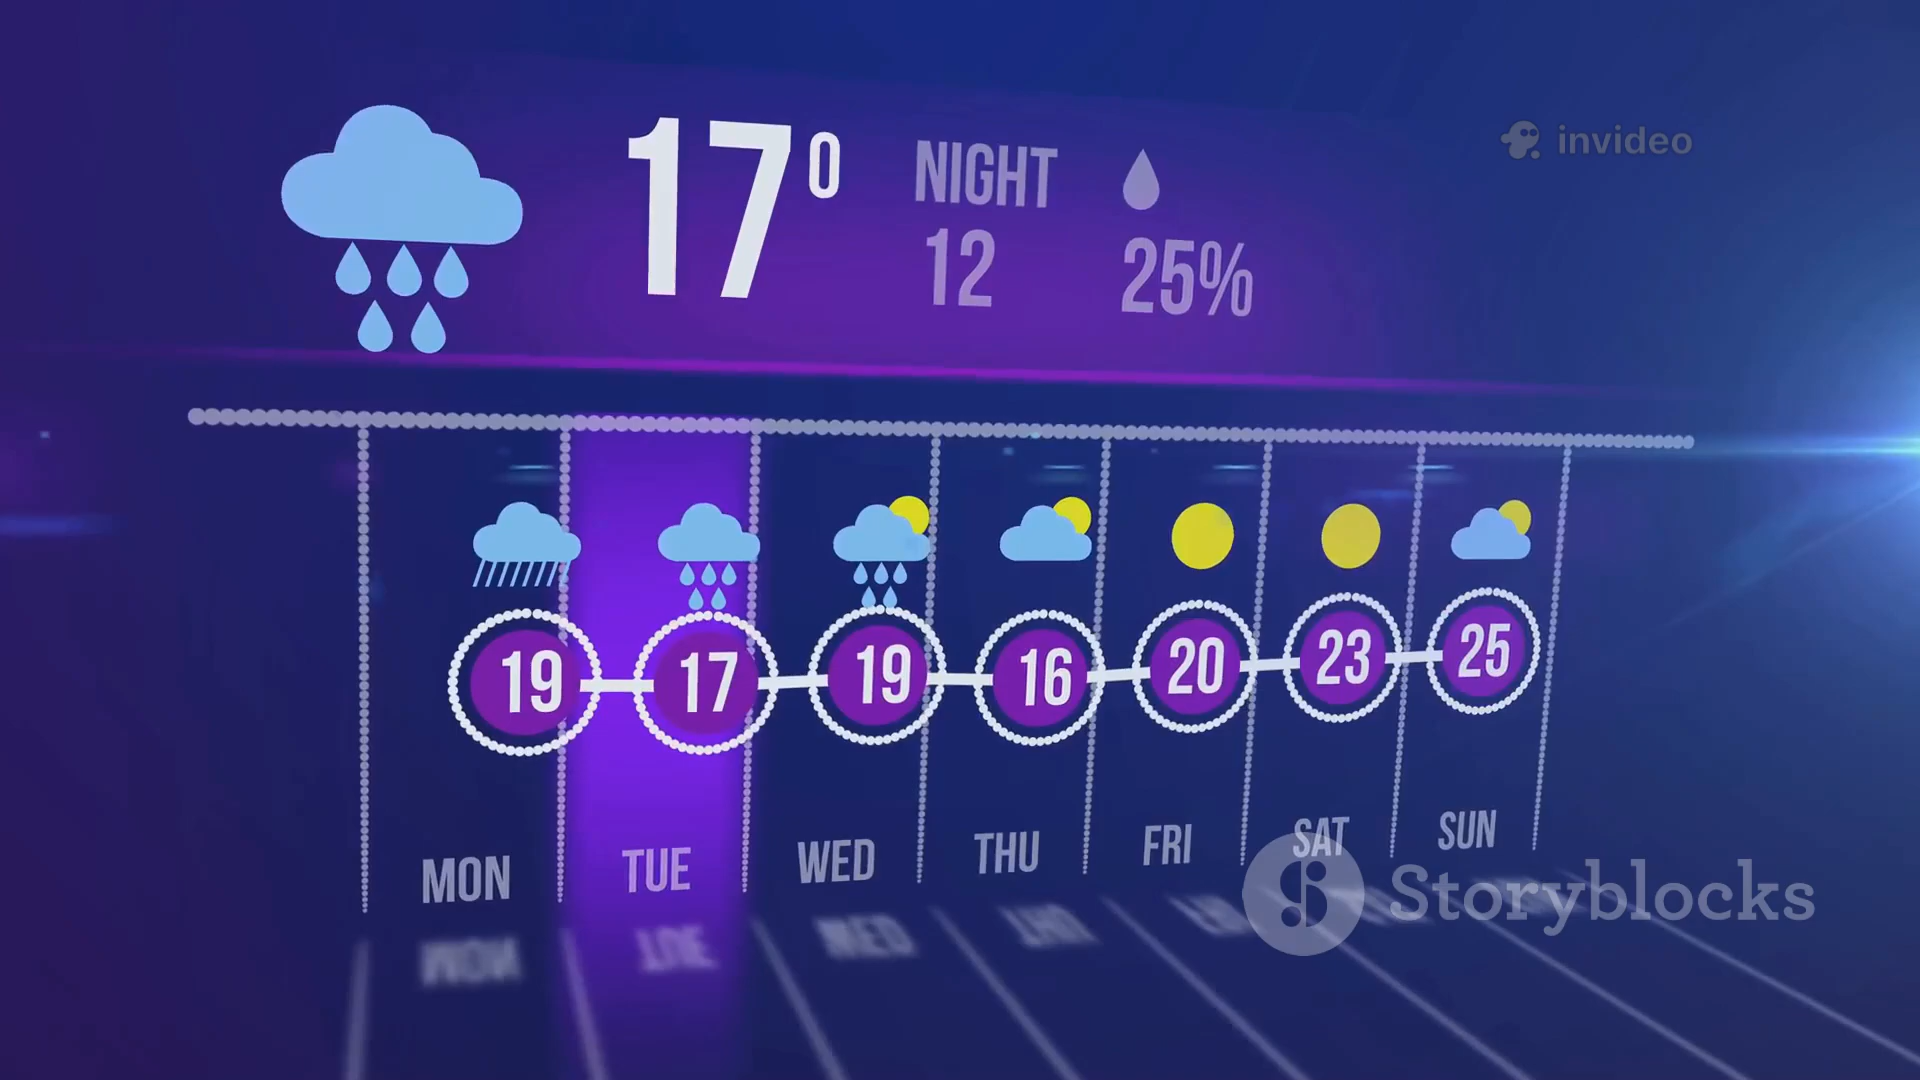 17°
NIGHT
12
25%
invideo
19 17 19 16 20 23 25
MON TUE WED THU FRI SAT SUN
Storyblocks